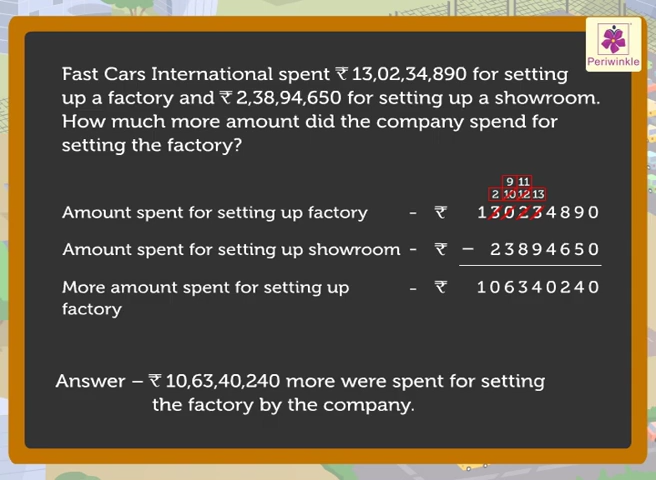 Periwinkle
Fast Cars International spent ₹ 13,02,34,890 for setting
up a factory and ₹ 2,38,94,650 for setting up a showroom.
How much more amount did the company spend for
setting the factory?
9 11
2 10 12 13
Amount spent for setting up factory - ₹ 130234890
Amount spent for setting up showroom - ₹ – 23894650
More amount spent for setting up - ₹ 106340240
factory
Answer – ₹ 10,63,40,240 more were spent for setting
the factory by the company.